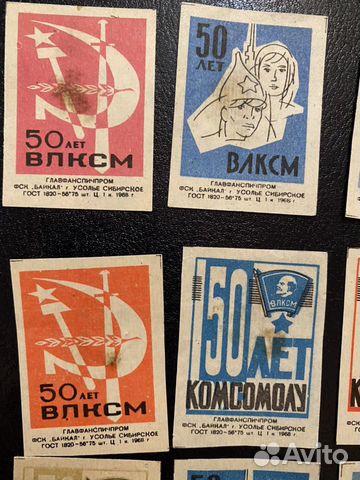 50 ЛЕТ
ВЛКСМ
ГЛАВФАНСПИЧПРОМ
ФСК „БАЙКАЛ" г. УСОЛЬЕ СИБИРСКОЕ
ГОСТ 1820-56*75 шт. Ц. 1 к. 1968 г.
50
ЛЕТ
ВЛКСМ
ГЛАВФАНСПИЧПРОМ
ФСК „БАЙКАЛ" г. УСОЛЬЕ СИБИРСКОЕ
ГОСТ 1820-56*75 шт. Ц. 1 к. 1968 г.
50 ЛЕТ
ВЛКСМ
ГЛАВФАНСПИЧПРОМ
ФСК „БАЙКАЛ" г. УСОЛЬЕ СИБИРСКОЕ
ГОСТ 1820-56*75 шт. Ц. 1 к. 1968 г.
ВЛКСМ
50 ЛЕТ
КОМСОМОЛУ
ГЛАВФАНСПИЧПРОМ
ФСК „БАЙКАЛ" г. УСОЛЬЕ СИБИРСКОЕ
ГОСТ 1820-56*75 шт. Ц. 1 к. 1968 г.
Avito